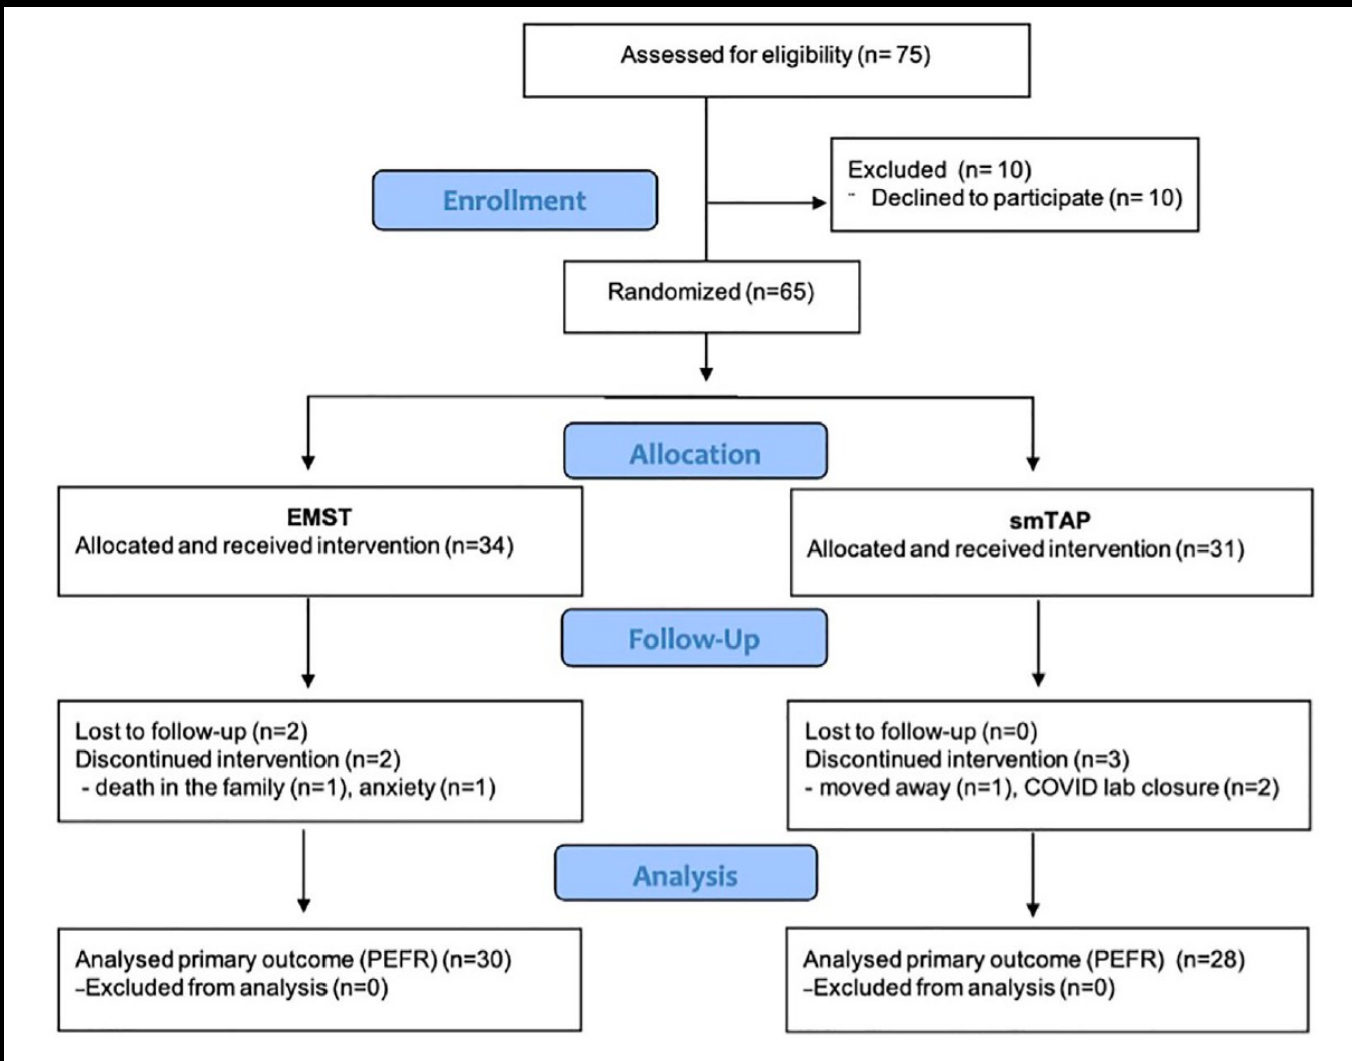 Assessed for eligibility (n= 75)
Excluded (n= 10)
- Declined to participate (n= 10)
Enrollment
Randomized (n=65)
Allocation
EMST
Allocated and received intervention (n=34)
smTAP
Allocated and received intervention (n=31)
Follow-Up
Lost to follow-up (n=2)
Discontinued intervention (n=2)
- death in the family (n=1), anxiety (n=1)
Lost to follow-up (n=0)
Discontinued intervention (n=3)
- moved away (n=1), COVID lab closure (n=2)
Analysis
Analysed primary outcome (PEFR) (n=30)
-Excluded from analysis (n=0)
Analysed primary outcome (PEFR) (n=28)
-Excluded from analysis (n=0)